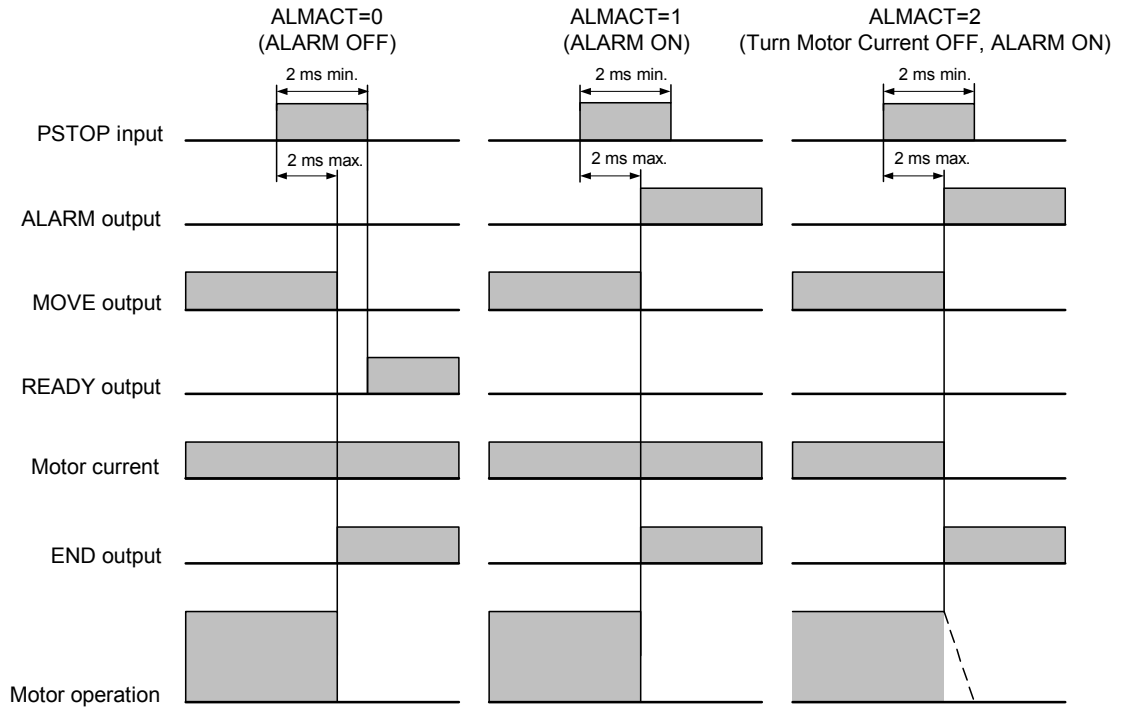 ALMACT=0
(ALARM OFF)
ALMACT=1
(ALARM ON)
ALMACT=2
(Turn Motor Current OFF, ALARM ON)
2 ms min.
2 ms min.
2 ms min.
PSTOP input
2 ms max.
2 ms max.
2 ms max.
ALARM output
MOVE output
READY output
Motor current
END output
Motor operation